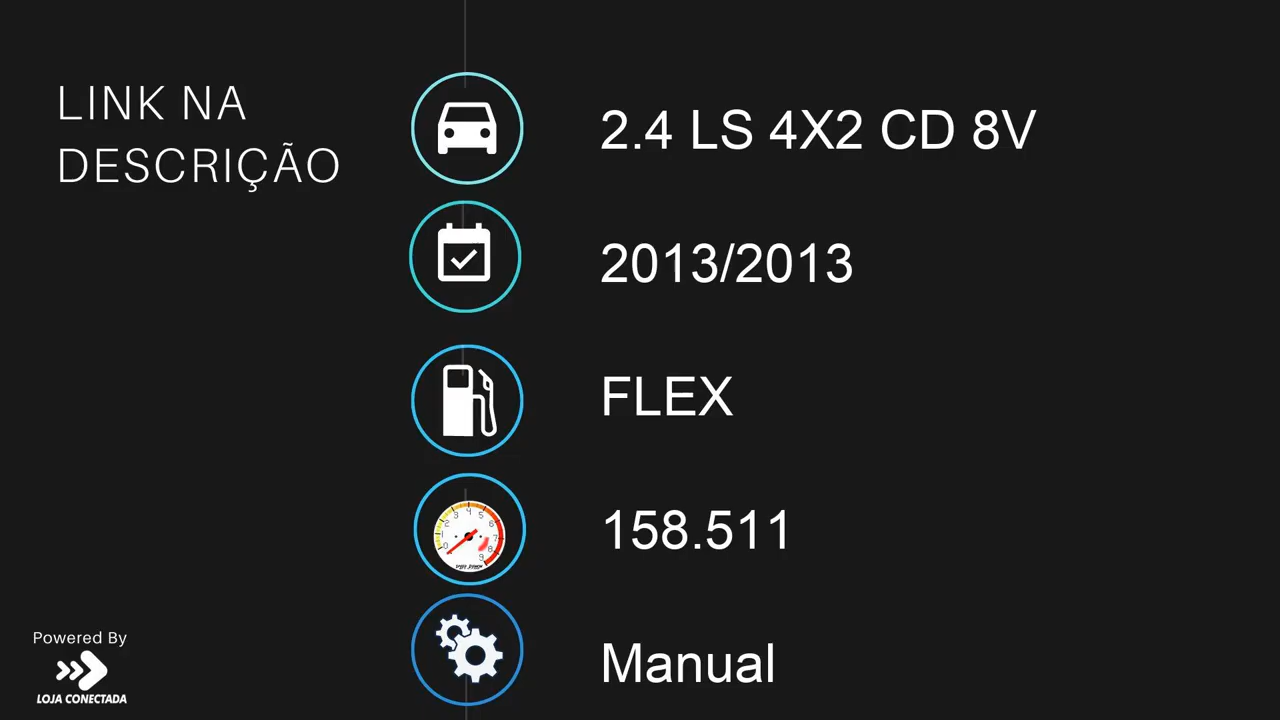 LINK NA
DESCRIÇÃO
2.4 LS 4X2 CD 8V
2013/2013
FLEX
158.511
Manual
Powered By
LOJA CONECTADA